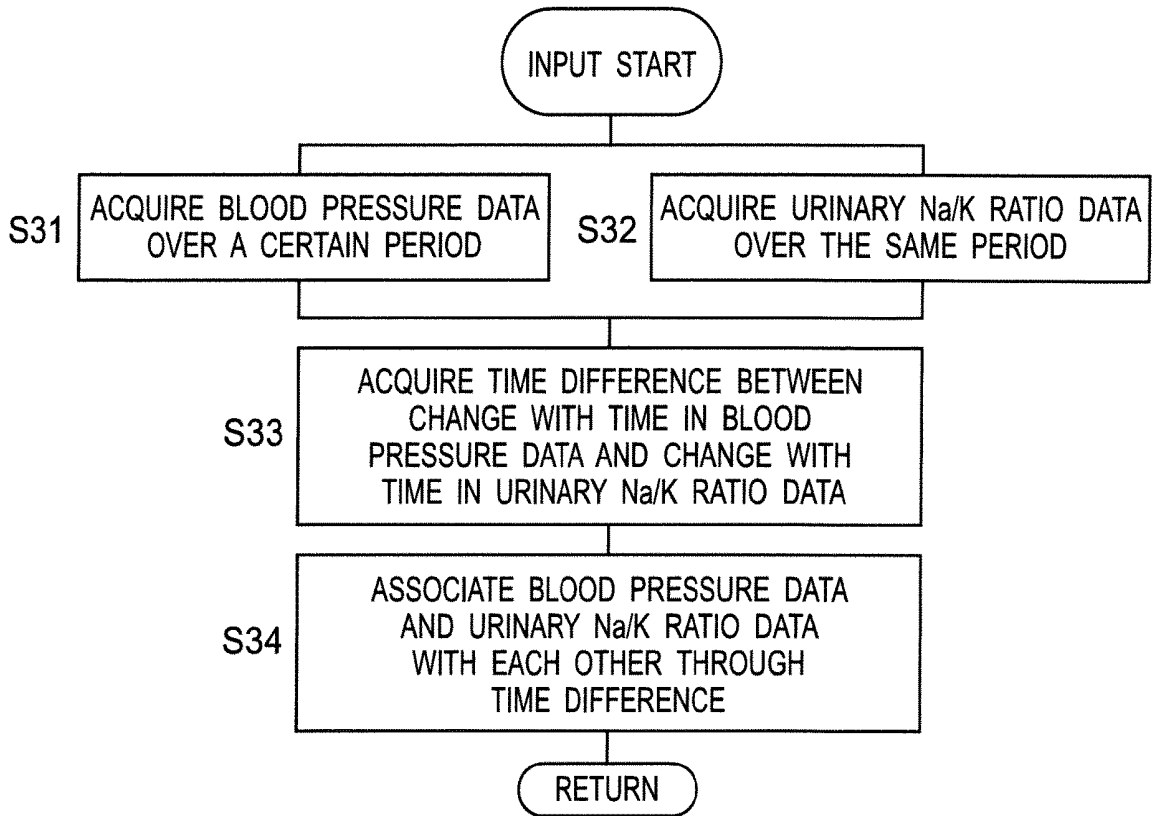 INPUT START
S31
ACQUIRE BLOOD PRESSURE DATA
OVER A CERTAIN PERIOD
S32
ACQUIRE URINARY Na/K RATIO DATA
OVER THE SAME PERIOD
S33
ACQUIRE TIME DIFFERENCE BETWEEN
CHANGE WITH TIME IN BLOOD
PRESSURE DATA AND CHANGE WITH
TIME IN URINARY Na/K RATIO DATA
S34
ASSOCIATE BLOOD PRESSURE DATA
AND URINARY Na/K RATIO DATA
WITH EACH OTHER THROUGH
TIME DIFFERENCE
RETURN